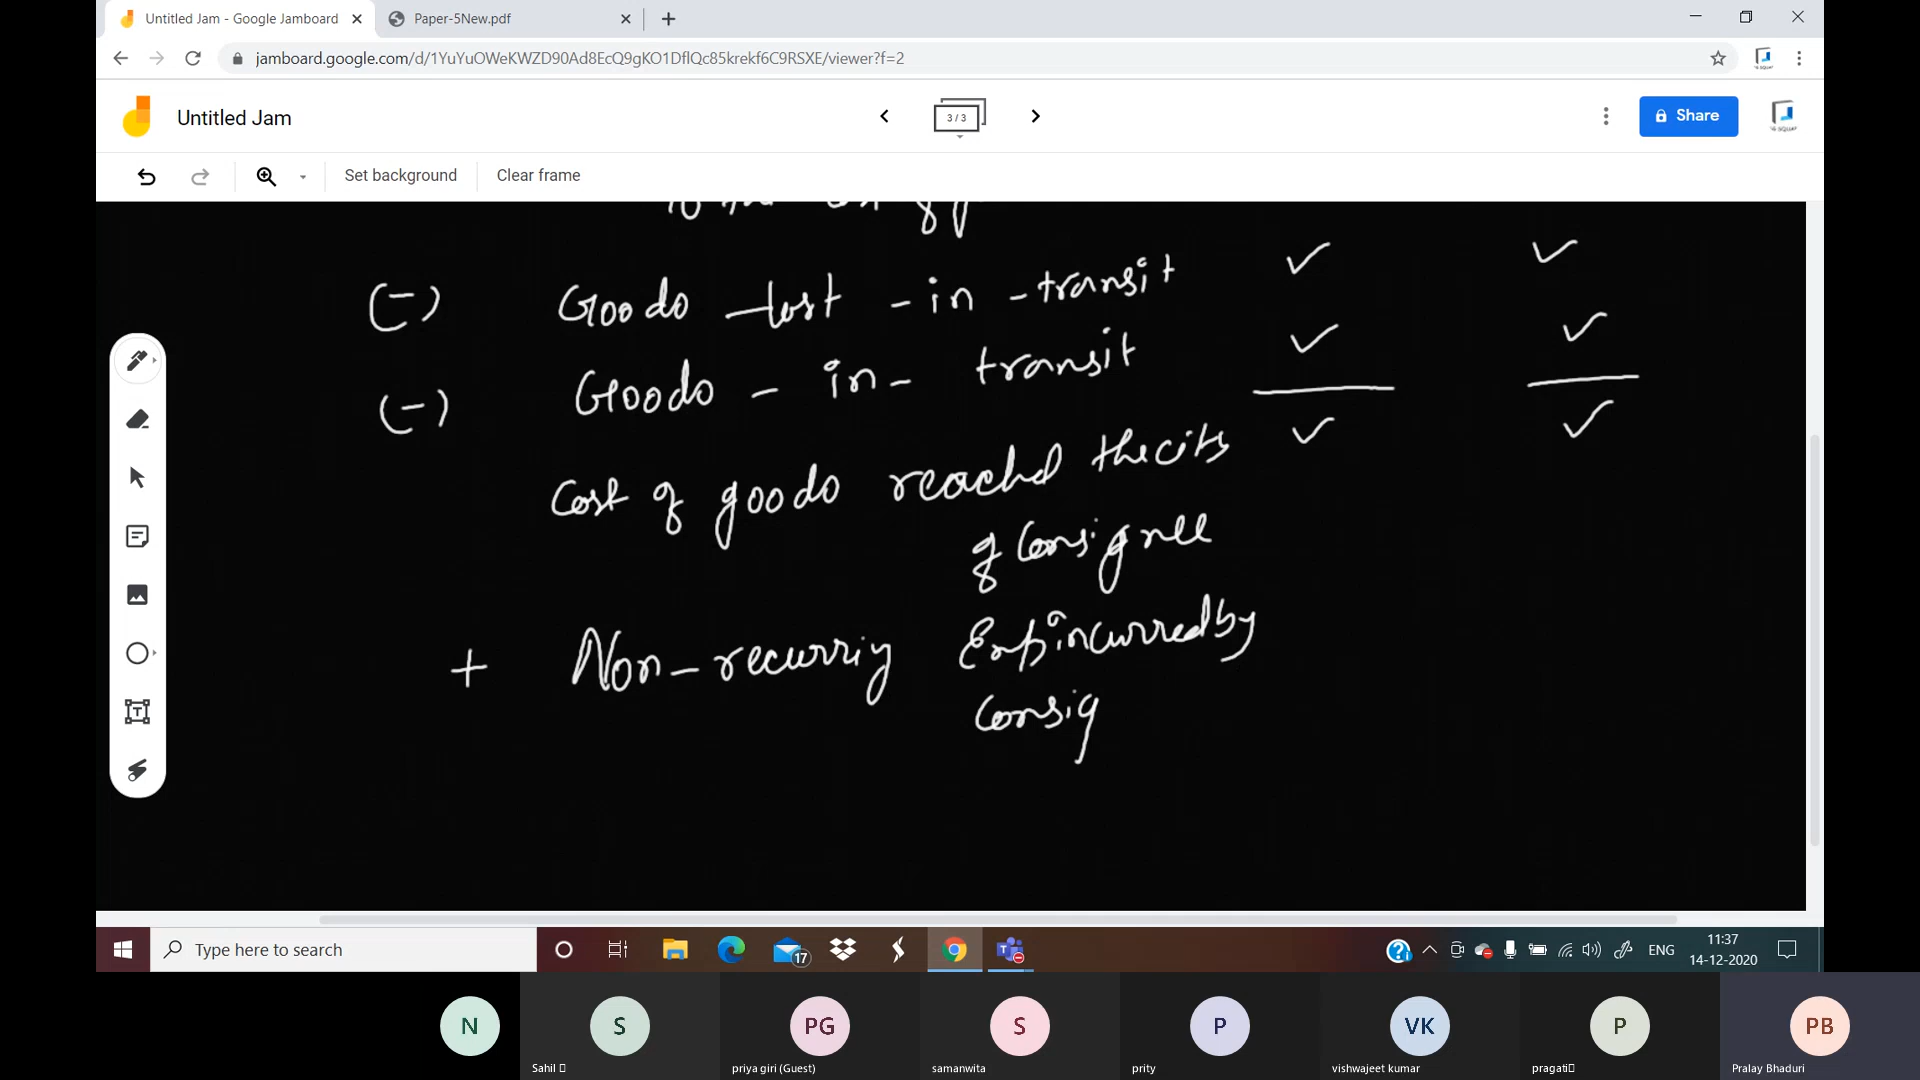 Untitled Jam - Google Jamboard
Paper-5New.pdf
jamboard.google.com/d/1YuYuOWeKWZD90Ad8EcQ9gKO1DflQc85krekf6C9RSXE/viewer?f=2
Untitled Jam
3 / 3
Share
Set background
Clear frame
(-) Goods -lost -in -transit
(-) Goods - in - transit
Cost of goods reached the city
of Consignee
+ Non-recurring Exp incurred by
Consig
Type here to search
17
ENG
11:37
14-12-2020
N
S
PG
S
P
VK
P
PB
Sahil
priya giri (Guest)
samanwita
prity
vishwajeet kumar
pragati
Pralay Bhaduri